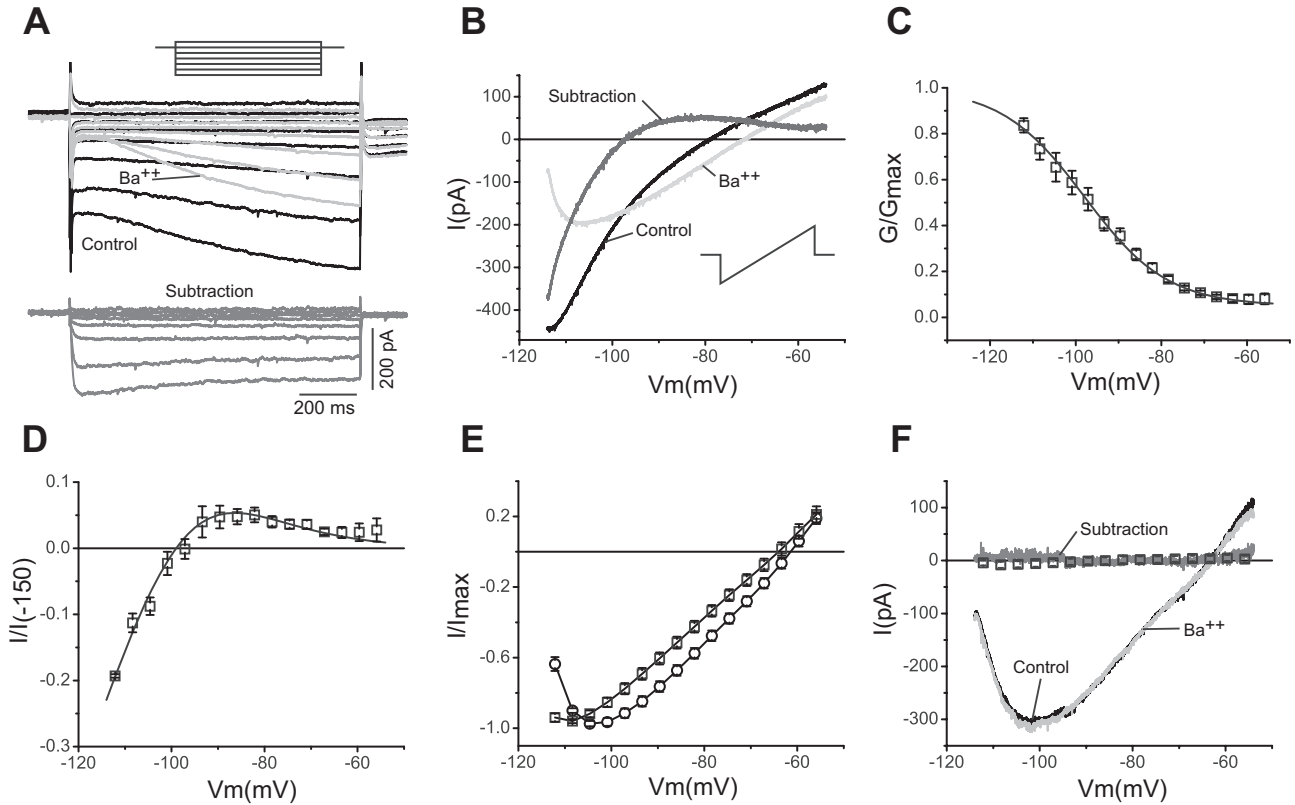 A
Ba++
Control
Subtraction
200 pA
200 ms
B
100
0
-100
-200
-300
-400
I(pA)
Subtraction
Ba++
Control
-120
-100
-80
-60
Vm(mV)
C
1.0
0.8
0.6
0.4
0.2
0.0
G/Gmax
-120
-100
-80
-60
Vm(mV)
D
0.1
0.0
-0.1
-0.2
-0.3
I/I(-150)
-120
-100
-80
-60
Vm(mV)
E
0.2
-0.2
-0.6
-1.0
I/Imax
-120
-100
-80
-60
Vm(mV)
F
100
0
-100
-200
-300
I(pA)
Subtraction
Ba++
Control
-120
-100
-80
-60
Vm(mV)